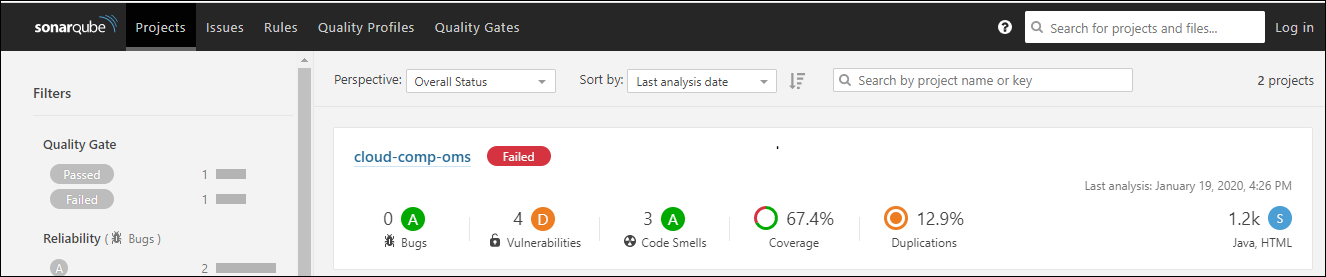 sonarqube Projects Issues Rules Quality Profiles Quality Gates ? Search for projects and files... Log in
Perspective: Overall Status Sort by: Last analysis date Search by project name or key 2 projects
Filters
Quality Gate
Passed 1
Failed 1
Reliability ( Bugs )
A 2
cloud-comp-oms Failed
Last analysis: January 19, 2020, 4:26 PM
0 A 4 D 3 A 67.4% 12.9% 1.2k S
Bugs Vulnerabilities Code Smells Coverage Duplications Java, HTML